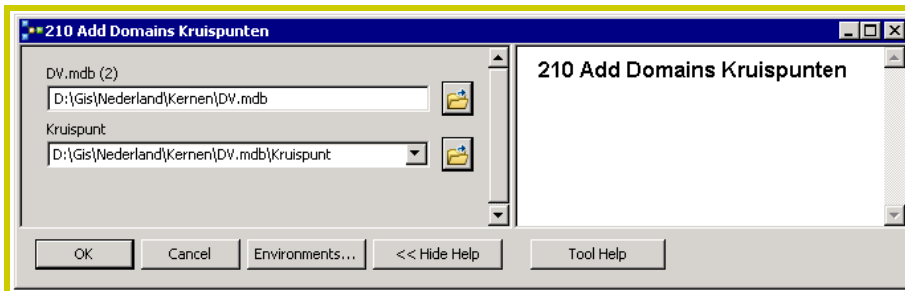 210 Add Domains Kruispunten
DV.mdb (2)
D:\Gis\Nederland\Kernen\DV.mdb
Kruispunt
D:\Gis\Nederland\Kernen\DV.mdb\Kruispunt
210 Add Domains Kruispunten
OK
Cancel
Environments...
<< Hide Help
Tool Help